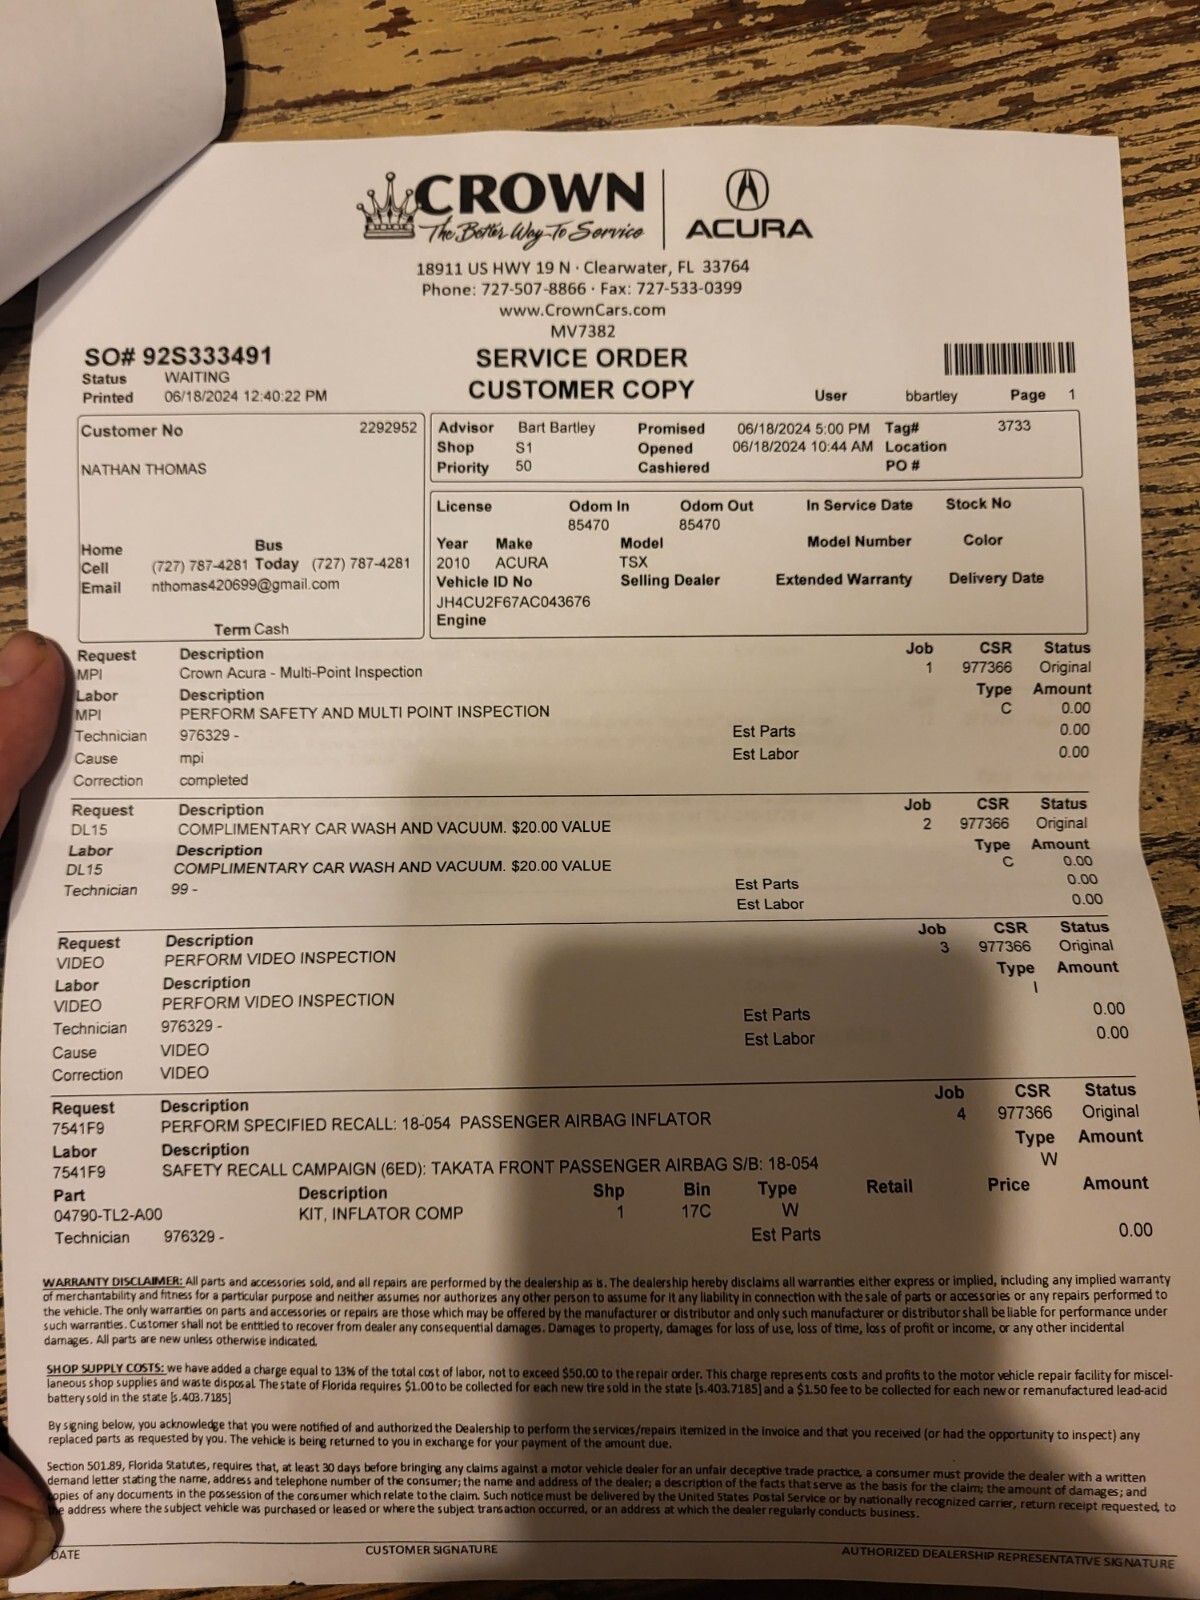 CROWN
The Better Way To Service
ACURA
18911 US HWY 19 N · Clearwater, FL 33764
Phone: 727-507-8866 · Fax: 727-533-0399
www.CrownCars.com
MV7382
SO# 92S333491
SERVICE ORDER
Status WAITING
CUSTOMER COPY
Printed 06/18/2024 12:40:22 PM
User bbartley Page 1
Customer No 2292952
NATHAN THOMAS
Home Bus
Cell (727) 787-4281 Today (727) 787-4281
Email nthomas420699@gmail.com
Term Cash
Advisor Bart Bartley Promised 06/18/2024 5:00 PM Tag# 3733
Shop S1 Opened 06/18/2024 10:44 AM Location
Priority 50 Cashiered PO #
License Odom In Odom Out In Service Date Stock No
85470 85470
Year Make Model Model Number Color
2010 ACURA TSX
Vehicle ID No Selling Dealer Extended Warranty Delivery Date
JH4CU2F67AC043676
Engine
Request Description Job CSR Status
MPI Crown Acura - Multi-Point Inspection 1 977366 Original
Labor Description Type Amount
MPI PERFORM SAFETY AND MULTI POINT INSPECTION C 0.00
Technician 976329 - Est Parts 0.00
Cause mpi Est Labor 0.00
Correction completed
Request Description Job CSR Status
DL15 COMPLIMENTARY CAR WASH AND VACUUM. $20.00 VALUE 2 977366 Original
Labor Description Type Amount
DL15 COMPLIMENTARY CAR WASH AND VACUUM. $20.00 VALUE C 0.00
Technician 99 - Est Parts 0.00
Est Labor 0.00
Request Description Job CSR Status
VIDEO PERFORM VIDEO INSPECTION 3 977366 Original
Labor Description Type Amount
VIDEO PERFORM VIDEO INSPECTION I
Technician 976329 - Est Parts 0.00
Cause VIDEO Est Labor 0.00
Correction VIDEO
Request Description Job CSR Status
7541F9 PERFORM SPECIFIED RECALL: 18-054 PASSENGER AIRBAG INFLATOR 4 977366 Original
Labor Description Type Amount
7541F9 SAFETY RECALL CAMPAIGN (6ED): TAKATA FRONT PASSENGER AIRBAG S/B: 18-054 W
Part Description Shp Bin Type Retail Price Amount
04790-TL2-A00 KIT, INFLATOR COMP 1 17C W
Technician 976329 - Est Parts 0.00
WARRANTY DISCLAIMER: All parts and accessories sold, and all repairs are performed by the dealership as is. The dealership hereby disclaims all warranties either express or implied, including any implied warranty
of merchantability and fitness for a particular purpose and neither assumes nor authorizes any other person to assume for it any liability in connection with the sale of parts or accessories or any repairs performed to
the vehicle. The only warranties on parts and accessories or repairs are those which may be offered by the manufacturer or distributor and only such manufacturer or distributor shall be liable for performance under
such warranties. Customer shall not be entitled to recover from dealer any consequential damages. Damages to property, damages for loss of use, loss of time, loss of profit or income, or any other incidental
damages. All parts are new unless otherwise indicated.
SHOP SUPPLY COSTS: we have added a charge equal to 13% of the total cost of labor, not to exceed $50.00 to the repair order. This charge represents costs and profits to the motor vehicle repair facility for miscel-
laneous shop supplies and waste disposal. The state of Florida requires $1.00 to be collected for each new tire sold in the state [s.403.7185] and a $1.50 fee to be collected for each new or remanufactured lead-acid
battery sold in the state [s.403.7185]
By signing below, you acknowledge that you were notified of and authorized the Dealership to perform the services/repairs itemized in the invoice and that you received (or had the opportunity to inspect) any
replaced parts as requested by you. The vehicle is being returned to you in exchange for your payment of the amount due.
Section 501.89, Florida Statutes, requires that, at least 30 days before bringing any claims against a motor vehicle dealer for an unfair deceptive trade practice, a consumer must provide the dealer with a written
demand letter stating the name, address and telephone number of the consumer; the name and address of the dealer; a description of the facts that serve as the basis for the claim; the amount of damages; and
copies of any documents in the possession of the consumer which relate to the claim. Such notice must be delivered by the United States Postal Service or by nationally recognized carrier, return receipt requested, to
the address where the subject vehicle was purchased or leased or where the subject transaction occurred, or an address at which the dealer regularly conducts business.
DATE CUSTOMER SIGNATURE AUTHORIZED DEALERSHIP REPRESENTATIVE SIGNATURE